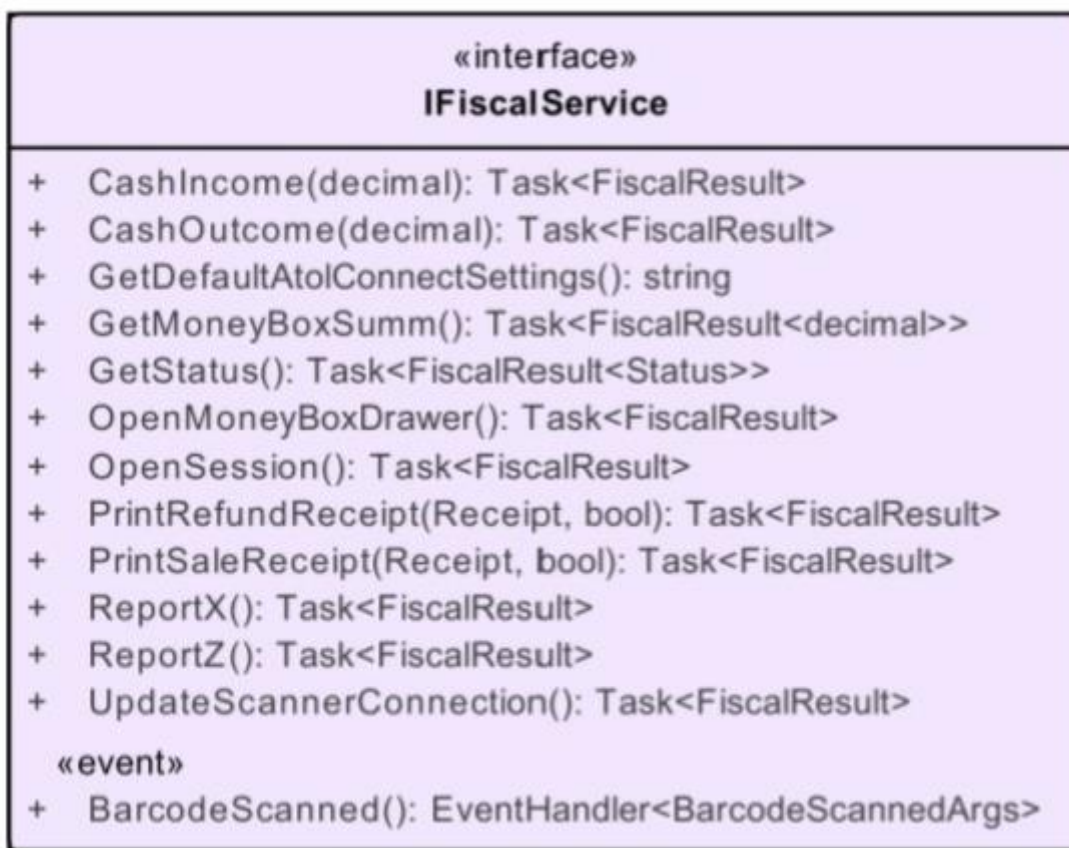 «interface»
IFiscalService
+ CashIncome(decimal): Task<FiscalResult>
+ CashOutcome(decimal): Task<FiscalResult>
+ GetDefaultAtolConnectSettings(): string
+ GetMoneyBoxSumm(): Task<FiscalResult<decimal>>
+ GetStatus(): Task<FiscalResult<Status>>
+ OpenMoneyBoxDrawer(): Task<FiscalResult>
+ OpenSession(): Task<FiscalResult>
+ PrintRefundReceipt(Receipt, bool): Task<FiscalResult>
+ PrintSaleReceipt(Receipt, bool): Task<FiscalResult>
+ ReportX(): Task<FiscalResult>
+ ReportZ(): Task<FiscalResult>
+ UpdateScannerConnection(): Task<FiscalResult>
«event»
+ BarcodeScanned(): EventHandler<BarcodeScannedArgs>